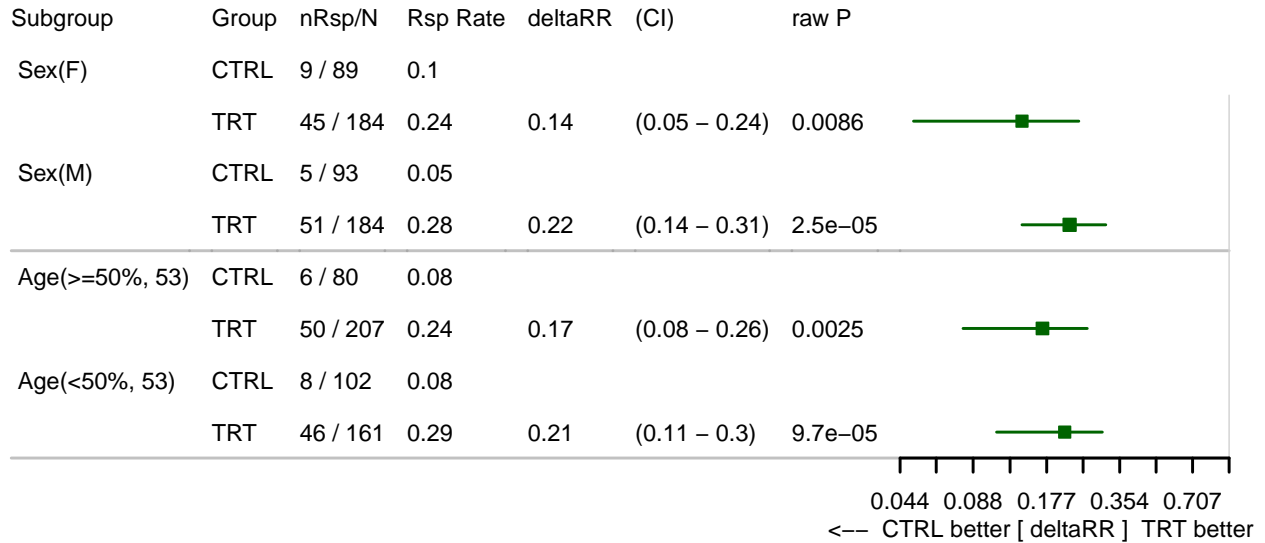 Subgroup Group nRsp/N Rsp Rate deltaRR (CI) raw P
Sex(F) CTRL 9 / 89 0.1
TRT 45 / 184 0.24 0.14 (0.05 − 0.24) 0.0086
Sex(M) CTRL 5 / 93 0.05
TRT 51 / 184 0.28 0.22 (0.14 − 0.31) 2.5e−05
Age(>=50%, 53) CTRL 6 / 80 0.08
TRT 50 / 207 0.24 0.17 (0.08 − 0.26) 0.0025
Age(<50%, 53) CTRL 8 / 102 0.08
TRT 46 / 161 0.29 0.21 (0.11 − 0.3) 9.7e−05
0.044 0.088 0.177 0.354 0.707
<−− CTRL better [ deltaRR ] TRT better